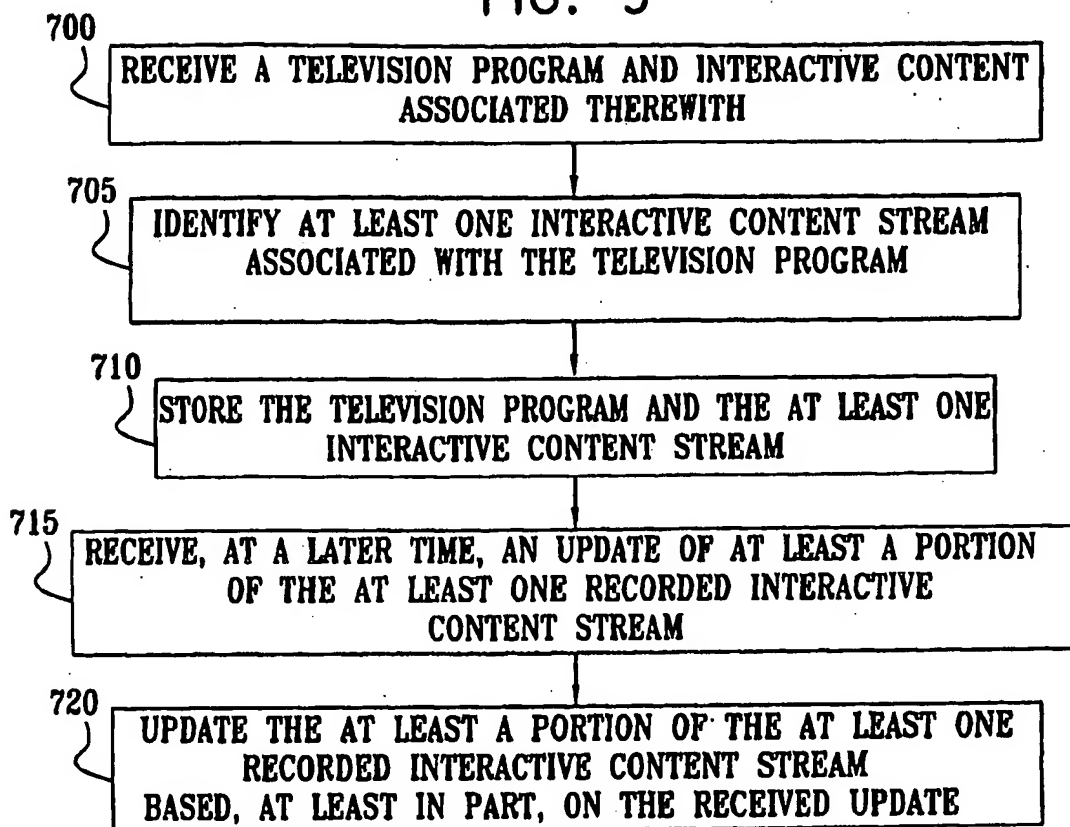 FIG. 9
700
RECEIVE A TELEVISION PROGRAM AND INTERACTIVE CONTENT
ASSOCIATED THEREWITH
705
IDENTIFY AT LEAST ONE INTERACTIVE CONTENT STREAM
ASSOCIATED WITH THE TELEVISION PROGRAM
710
STORE THE TELEVISION PROGRAM AND THE AT LEAST ONE
INTERACTIVE CONTENT STREAM
715
RECEIVE, AT A LATER TIME, AN UPDATE OF AT LEAST A PORTION
OF THE AT LEAST ONE RECORDED INTERACTIVE
CONTENT STREAM
720
UPDATE THE AT LEAST A PORTION OF THE AT LEAST ONE
RECORDED INTERACTIVE CONTENT STREAM
BASED, AT LEAST IN PART, ON THE RECEIVED UPDATE